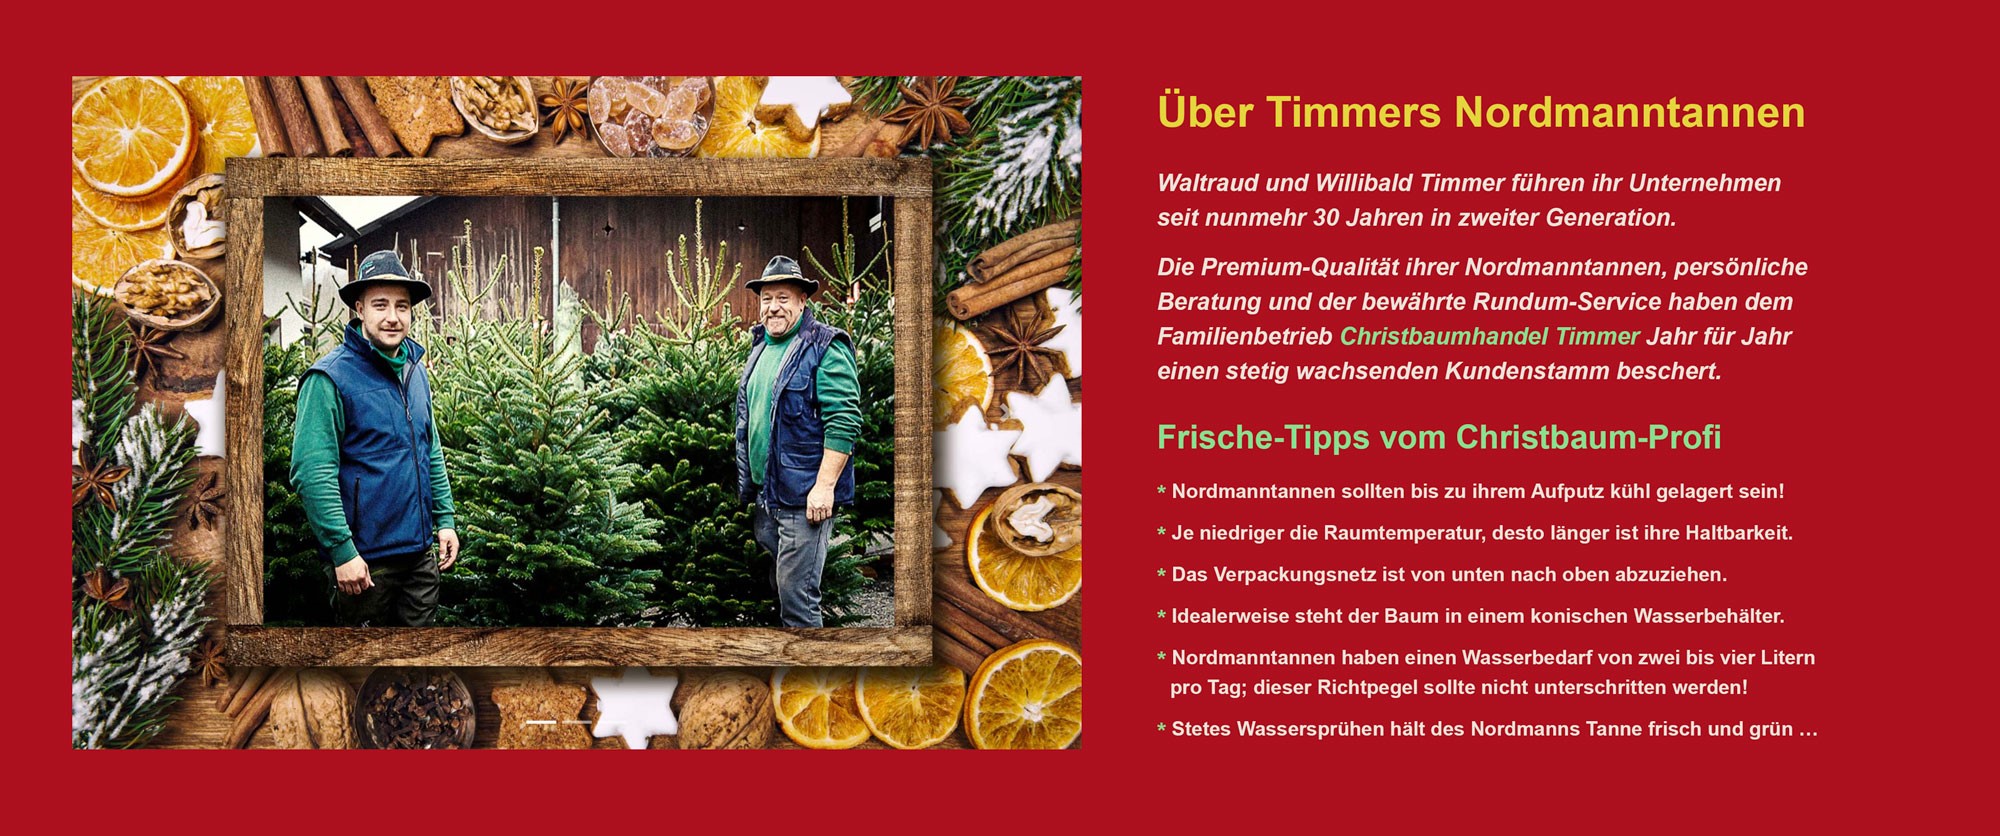 Über Timmers Nordmanntannen
Waltraud und Willibald Timmer führen ihr Unternehmen
seit nunmehr 30 Jahren in zweiter Generation.
Die Premium-Qualität ihrer Nordmanntannen, persönliche
Beratung und der bewährte Rundum-Service haben dem
Familienbetrieb Christbaumhandel Timmer Jahr für Jahr
einen stetig wachsenden Kundenstamm beschert.
Frische-Tipps vom Christbaum-Profi
* Nordmanntannen sollten bis zu ihrem Aufputz kühl gelagert sein!
* Je niedriger die Raumtemperatur, desto länger ist ihre Haltbarkeit.
* Das Verpackungsnetz ist von unten nach oben abzuziehen.
* Idealerweise steht der Baum in einem konischen Wasserbehälter.
* Nordmanntannen haben einen Wasserbedarf von zwei bis vier Litern
pro Tag; dieser Richtpegel sollte nicht unterschritten werden!
* Stetes Wassersprühen hält des Nordmanns Tanne frisch und grün …